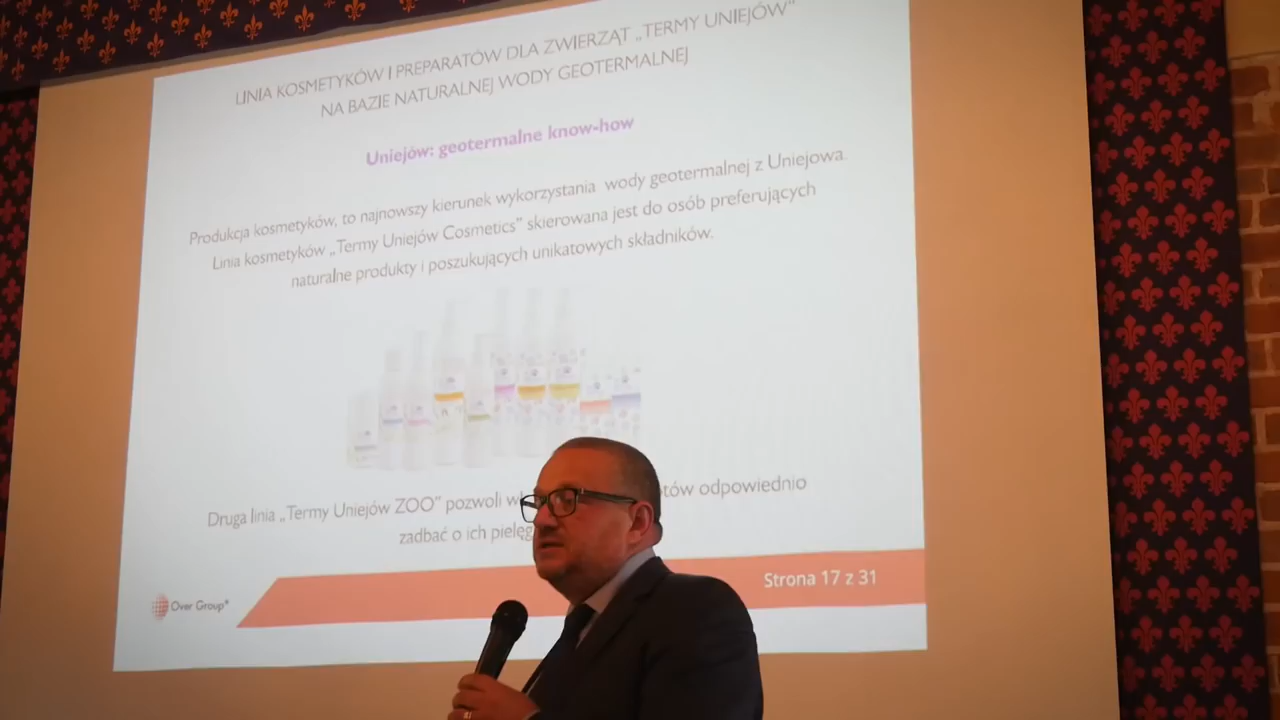 LINIA KOSMETYKÓW I PREPARATÓW DLA ZWIERZĄT „TERMY UNIEJÓW”
NA BAZIE NATURALNEJ WODY GEOTERMALNEJ
Uniejów: geotermalne know-how
Produkcja kosmetyków, to najnowszy kierunek wykorzystania wody geotermalnej z Uniejowa.
Linia kosmetyków „Termy Uniejów Cosmetics” skierowana jest do osób preferujących
naturalne produkty i poszukujących unikatowych składników.
Druga linia „Termy Uniejów ZOO” pozwoli odpowiednio
zadbać o ich
Strona 17 z 31
Over Group®